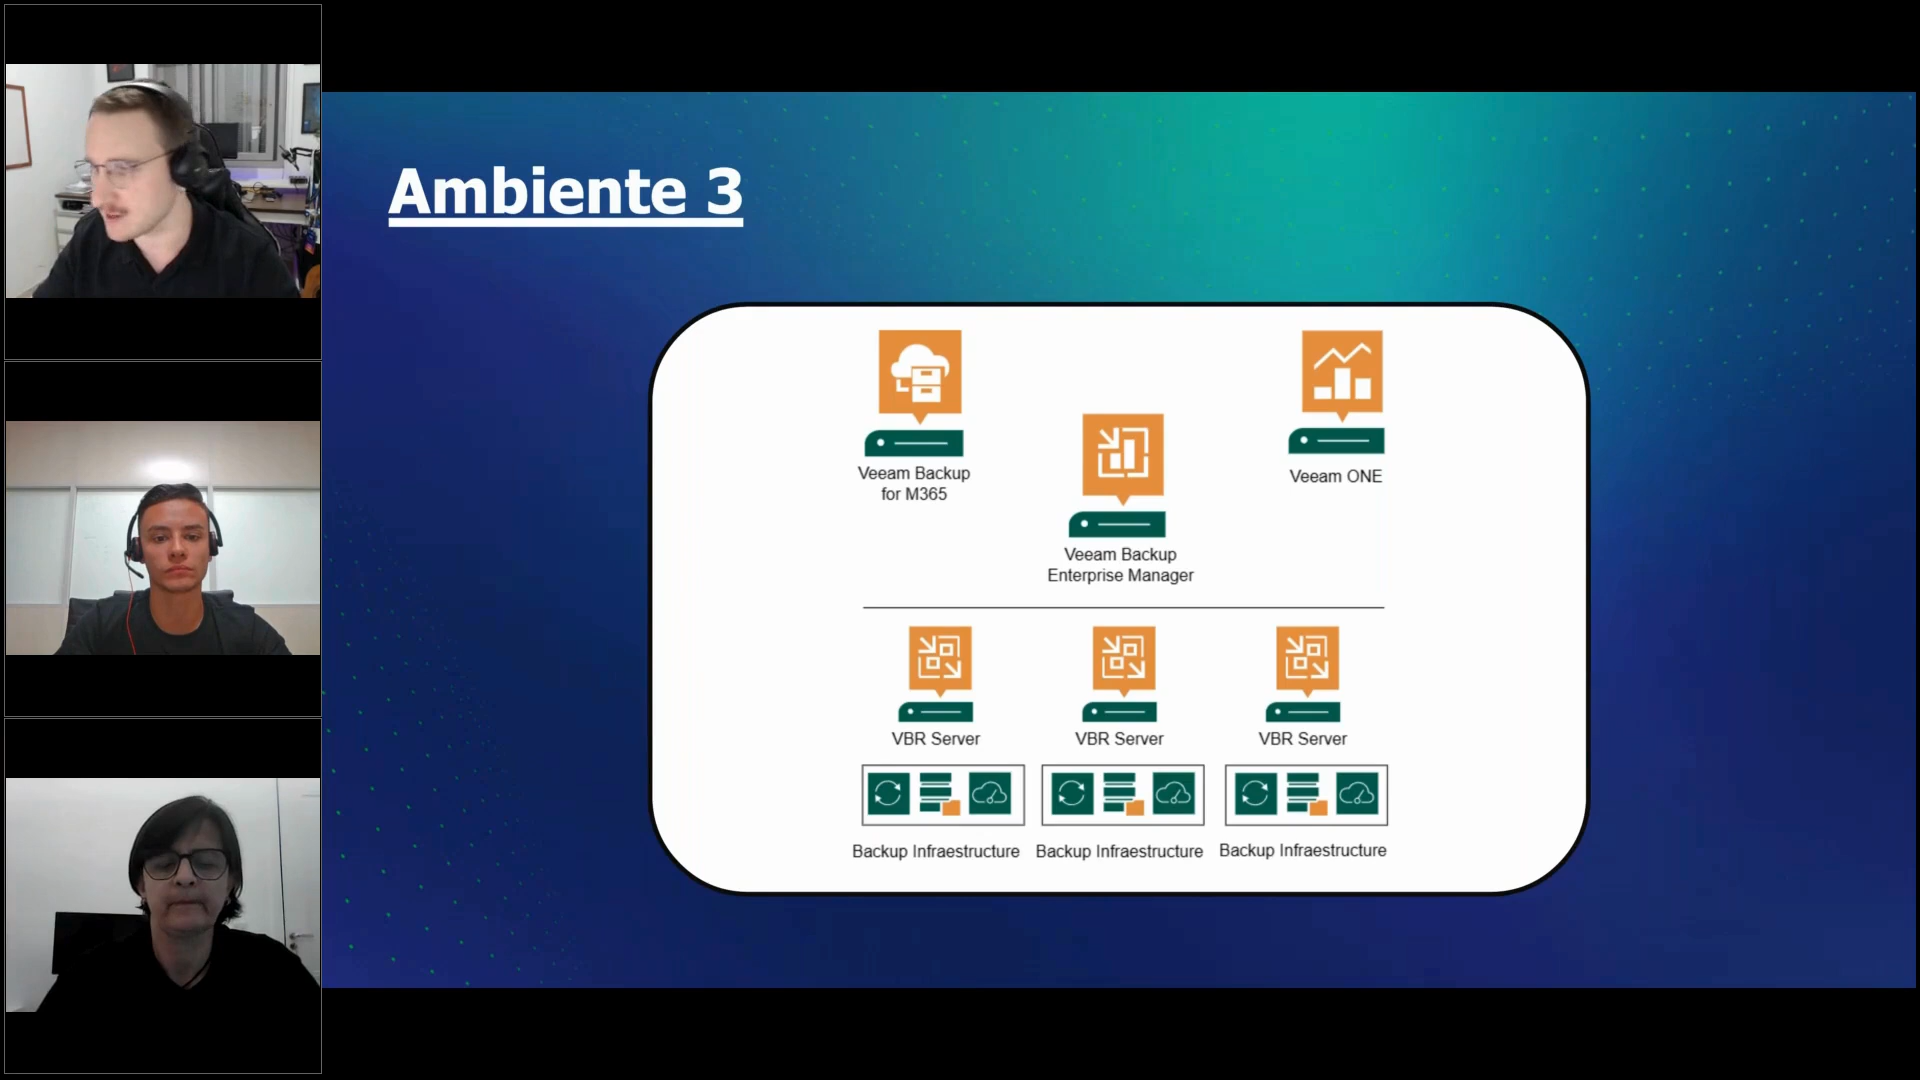 Ambiente 3
Veeam Backup
for M365
Veeam ONE
Veeam Backup
Enterprise Manager
VBR Server
VBR Server
VBR Server
Backup Infraestructure
Backup Infraestructure
Backup Infraestructure